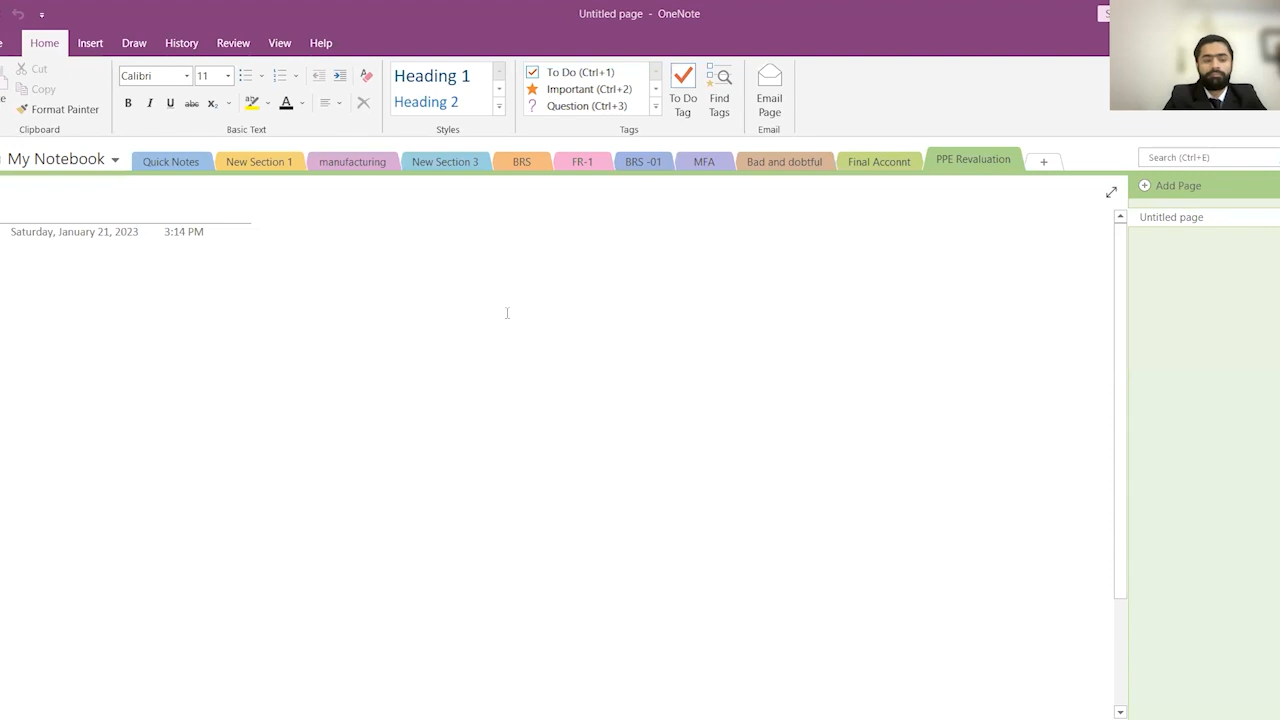 Untitled page - OneNote
Home Insert Draw History Review View Help
Cut
Copy
Format Painter
Clipboard
Calibri 11
Basic Text
Heading 1
Heading 2
Styles
To Do (Ctrl+1)
Important (Ctrl+2)
Question (Ctrl+3)
Tags
To Do
Tag
Find
Tags
Email
Page
Email
My Notebook
Quick Notes New Section 1 manufacturing New Section 3 BRS FR-1 BRS -01 MFA Bad and dobtful Final Acconnt PPE Revaluation
Search (Ctrl+E)
Add Page
Untitled page
Saturday, January 21, 2023 3:14 PM